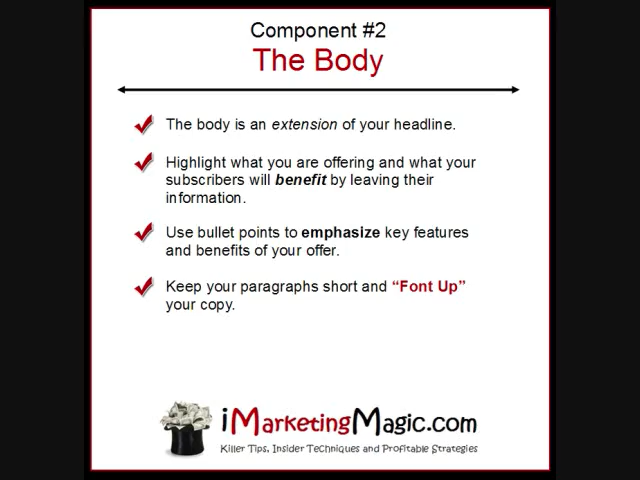 Component #2
The Body
The body is an extension of your headline.
Highlight what you are offering and what your
subscribers will benefit by leaving their
information.
Use bullet points to emphasize key features
and benefits of your offer.
Keep your paragraphs short and “Font Up”
your copy.
iMarketingMagic.com
Killer Tips, Insider Techniques and Profitable Strategies